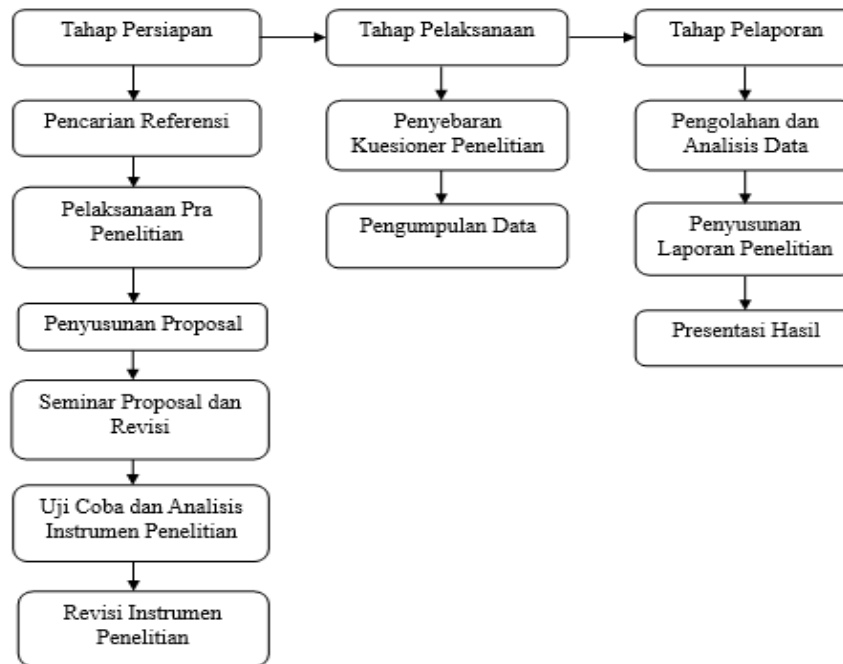 Tahap Persiapan
Pencarian Referensi
Pelaksanaan Pra
Penelitian
Penyusunan Proposal
Seminar Proposal dan
Revisi
Uji Coba dan Analisis
Instrumen Penelitian
Revisi Instrumen
Penelitian
Tahap Pelaksanaan
Penyebaran
Kuesioner Penelitian
Pengumpulan Data
Tahap Pelaporan
Pengolahan dan
Analisis Data
Penyusunan
Laporan Penelitian
Presentasi Hasil